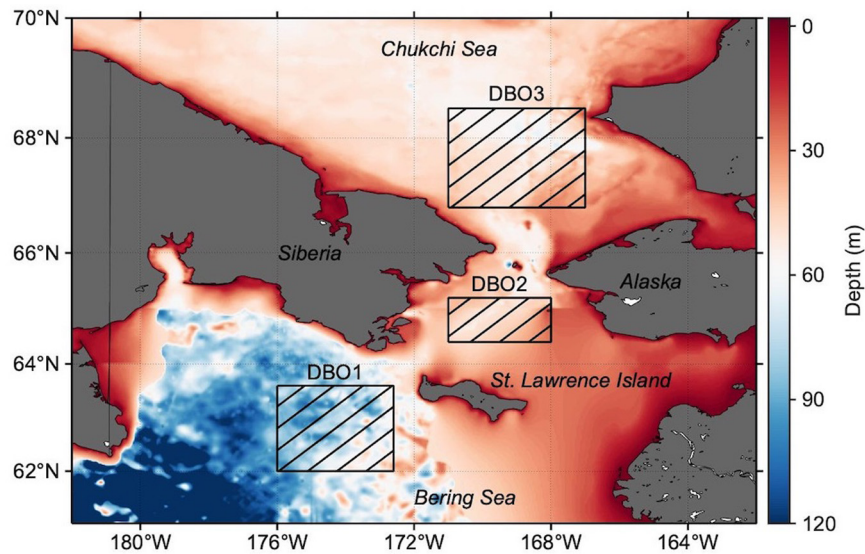 70°N
68°N
66°N
64°N
62°N
180°W
176°W
172°W
168°W
164°W
Chukchi Sea
DBO3
Siberia
Alaska
DBO2
DBO1
St. Lawrence Island
Bering Sea
0
30
60
90
120
Depth (m)